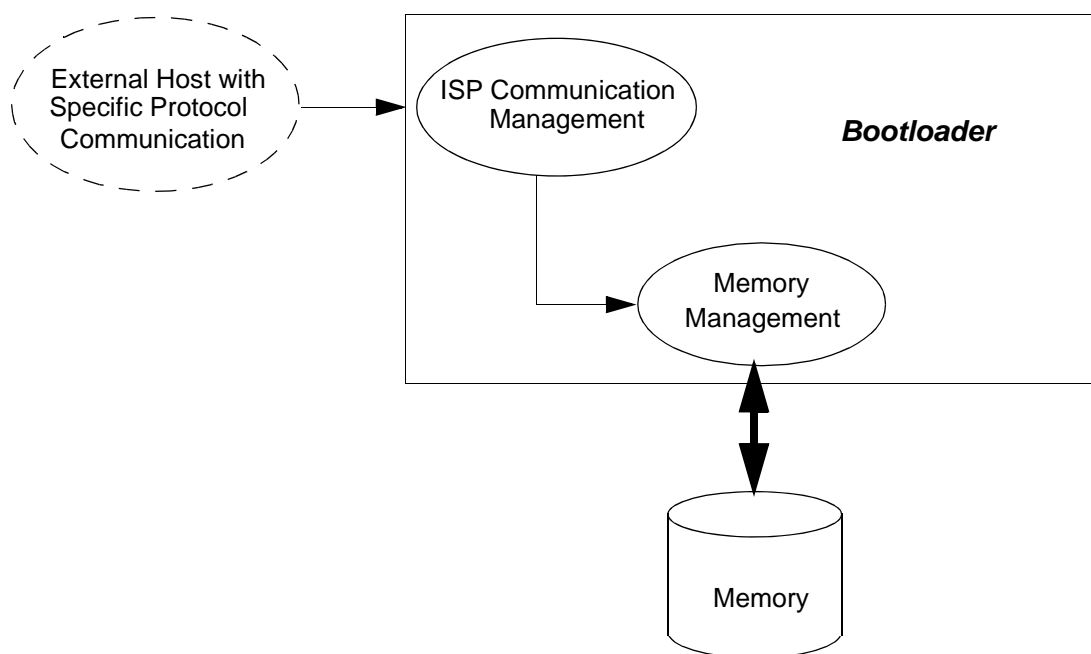 External Host with
Specific Protocol
Communication
ISP Communication
Management
Bootloader
Memory
Management
Memory